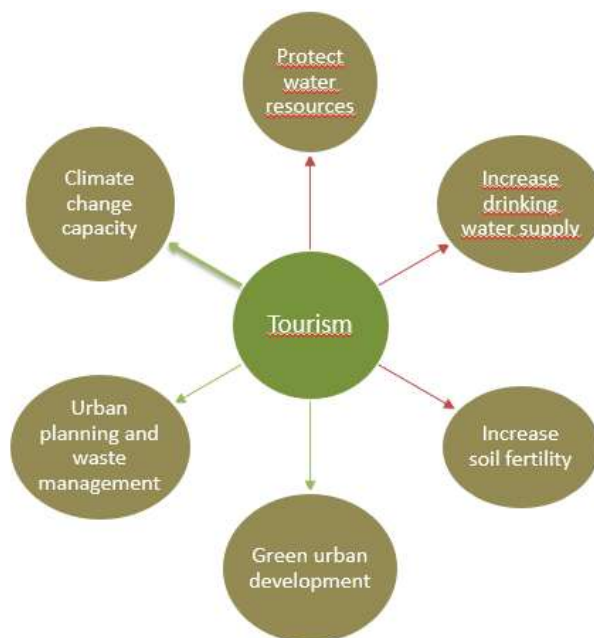 Protect
water
resources
Climate
change
capacity
Increase
drinking
water supply
Tourism
Urban
planning and
waste
management
Increase
soil fertility
Green urban
development